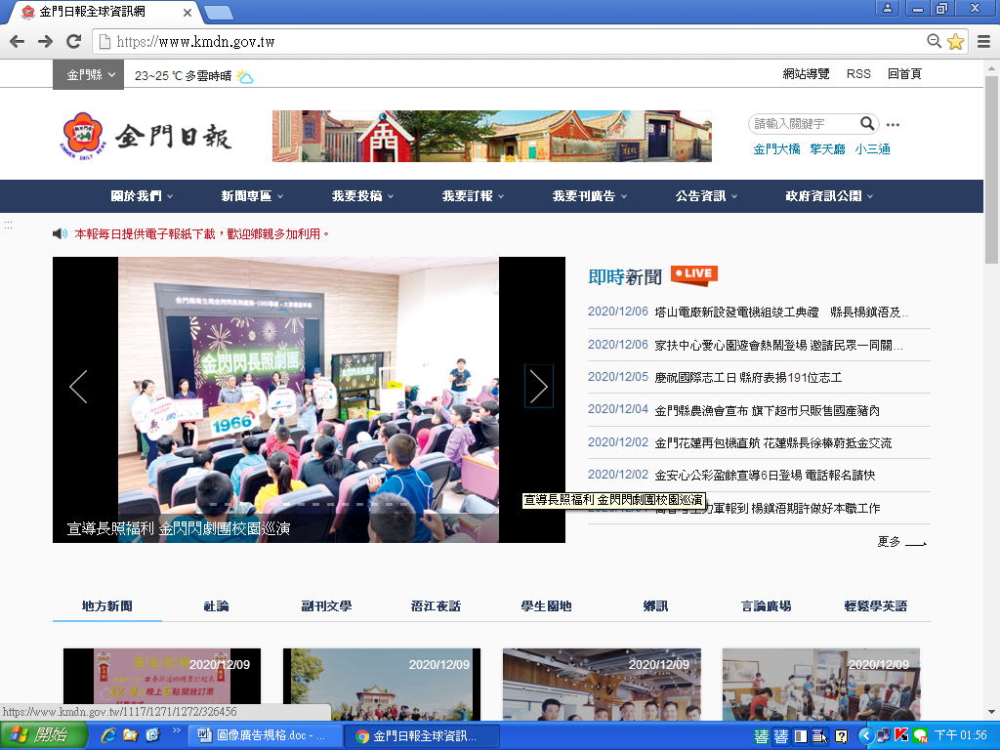 金門日報全球資訊網
https://www.kmdn.gov.tw
金門縣
23~25 ℃ 多雲時晴
網站導覽 RSS 回首頁
KINMEN DAILY NEWS
金門日報
請輸入關鍵字
金門大橋 擎天廳 小三通
關於我們 新聞專區 我要投稿 我要訂報 我要刊廣告 公告資訊 政府資訊公開
本報每日提供電子報紙下載，歡迎鄉親多加利用。
金閃閃長照劇團
1966
宣導長照福利 金閃閃劇團校園巡演
即時新聞 LIVE
2020/12/06 塔山電廠新設發電機組竣工典禮 縣長楊鎮浯及...
2020/12/06 家扶中心愛心園遊會熱鬧登場 邀請民眾一同關...
2020/12/05 慶祝國際志工日 縣府表揚191位志工
2020/12/04 金門縣農漁會宣布 旗下超市只販售國產豬肉
2020/12/02 金門花蓮再包機直航 花蓮縣長徐榛蔚抵金交流
2020/12/02 金安心公彩盈餘宣導6日登場 電話報名請快
宣導長照福利 金閃閃劇團校園巡演
力軍報到 楊鎮浯期許做好本職工作
更多
地方新聞 社論 副刊文學 浯江夜話 學生園地 鄉訊 言論廣場 輕鬆學英語
2020/12/09
12 9 晚上5點開放訂票
2020/12/09
2020/12/09
2020/12/09
https://www.kmdn.gov.tw/1117/1271/1272/326456
開始
圖像廣告規格.doc - ...
金門日報全球資訊...
下午 01:56